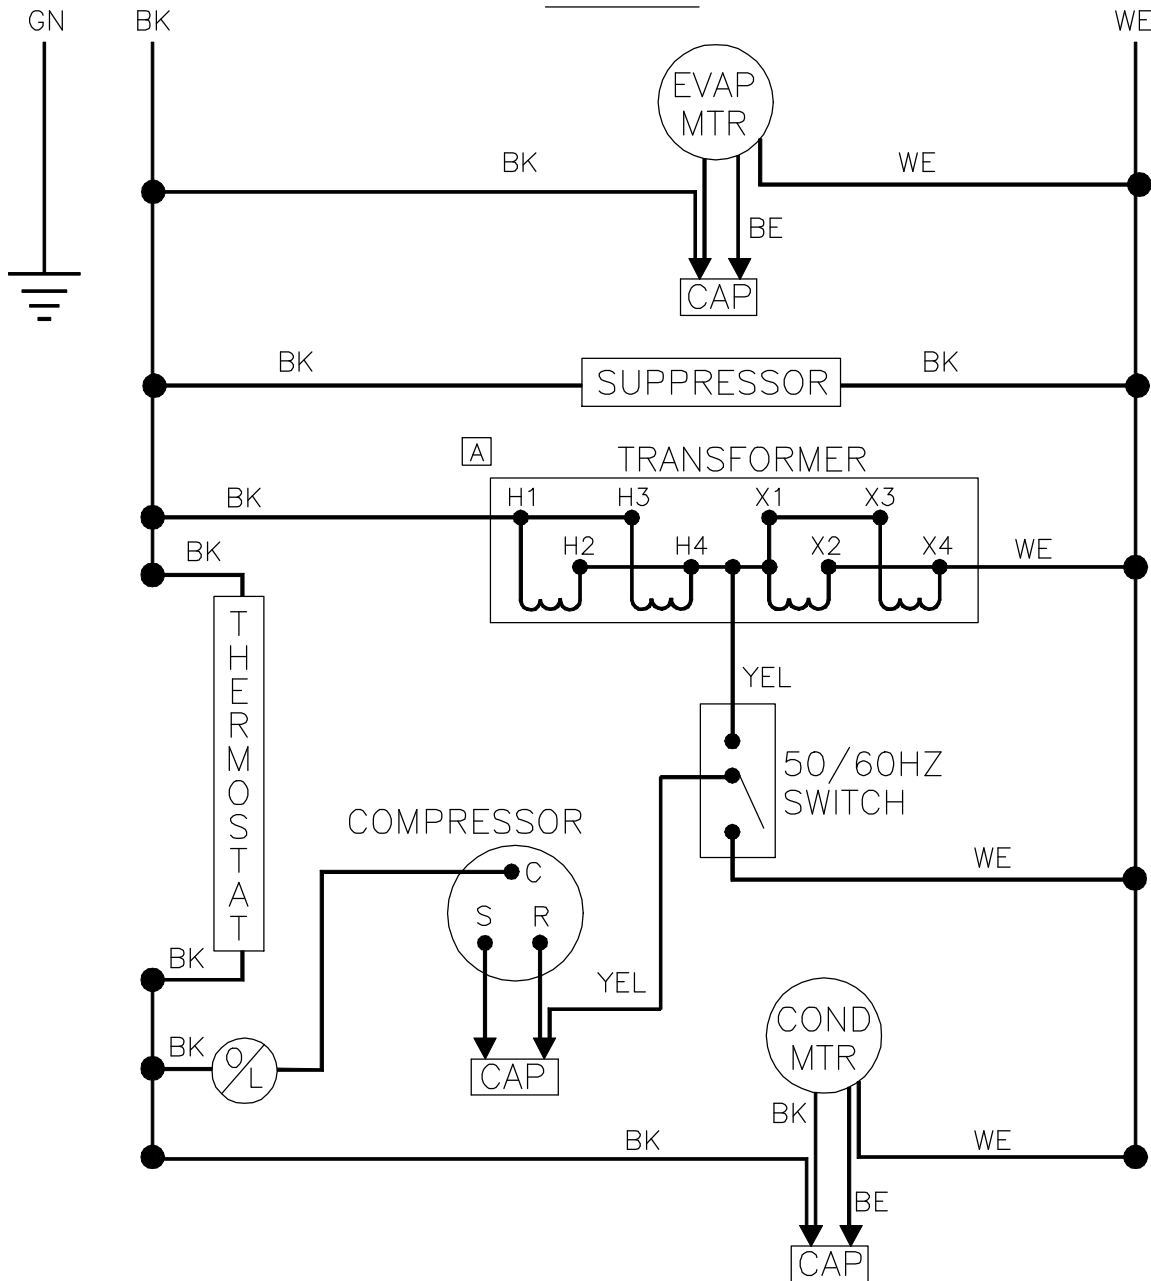 GN
BK
WE
EVAP
MTR
BK
WE
BE
CAP
BK
SUPPRESSOR
BK
A
TRANSFORMER
BK
H1
H3
X1
X3
BK
H2
H4
X2
X4
WE
THERMOSTAT
YEL
50/60HZ
SWITCH
COMPRESSOR
C
S
R
WE
BK
YEL
BK
O/L
CAP
COND
MTR
BK
BK
WE
BE
CAP